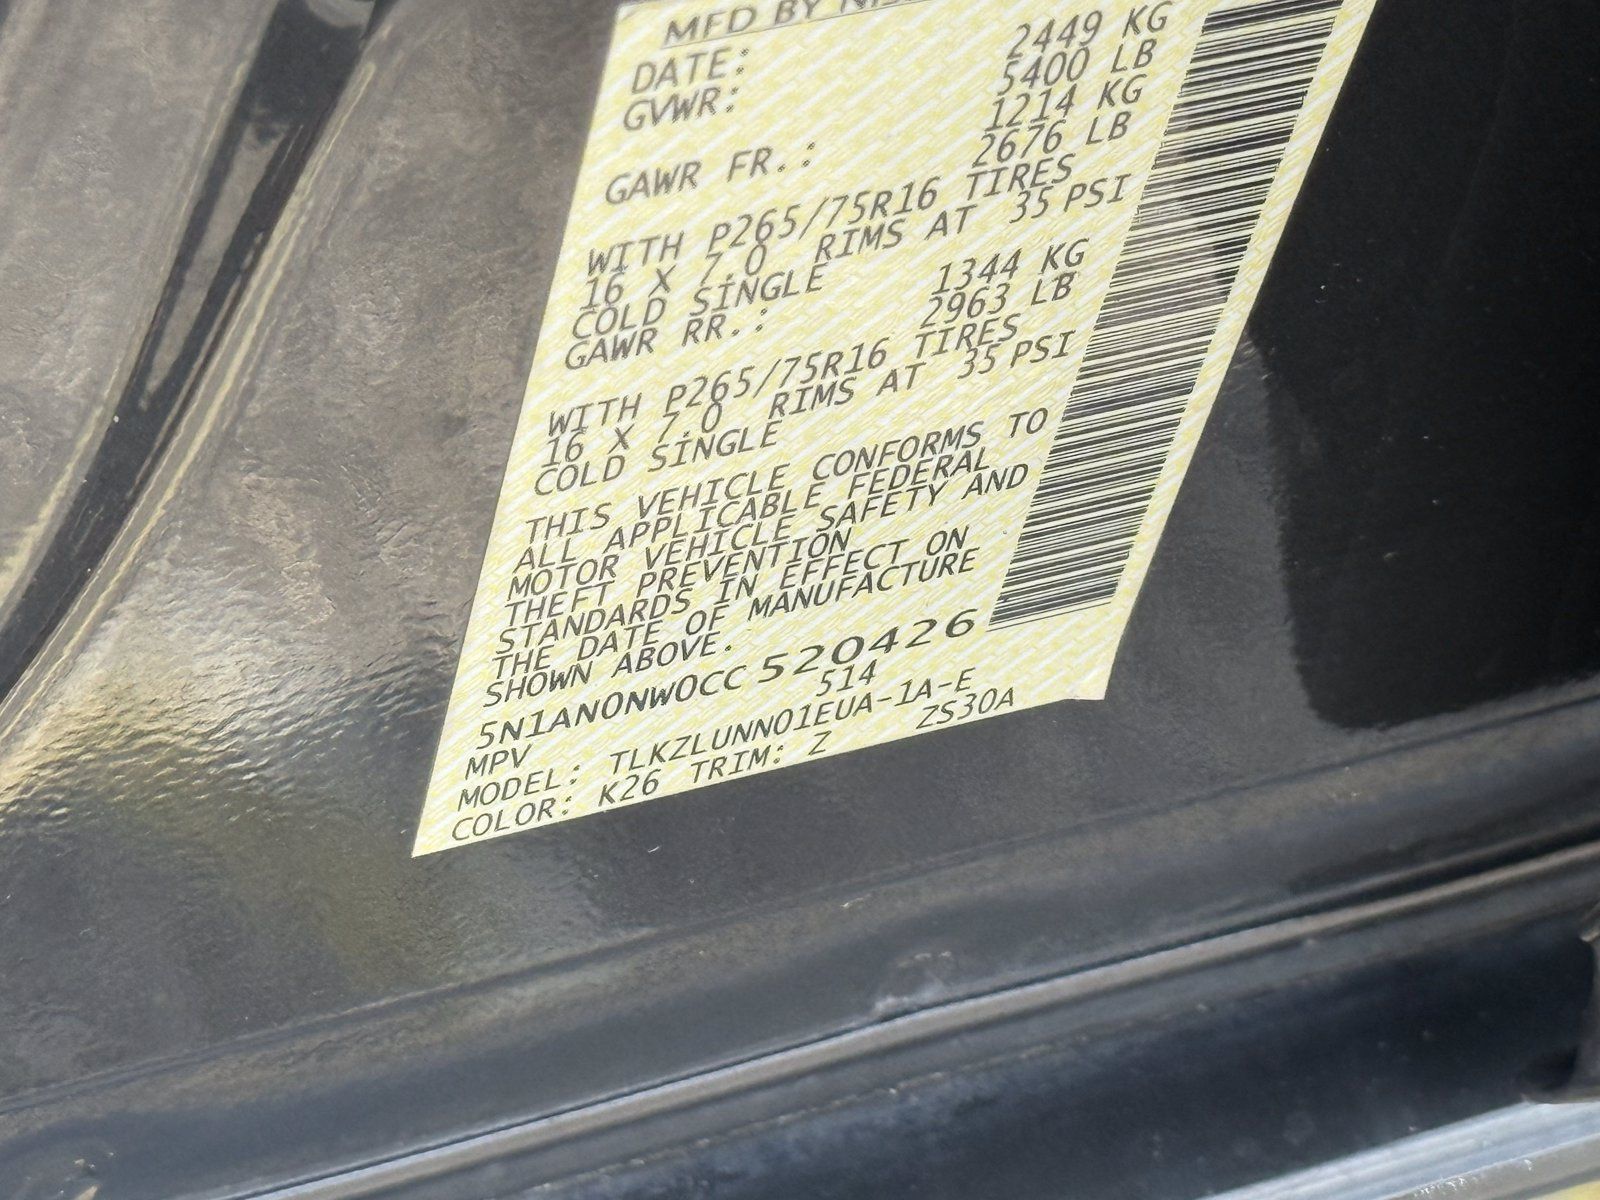 MFD BY
DATE:
GVWR: 2449 KG
5400 LB
GAWR FR.: 1214 KG
2676 LB
WITH P265/75R16 TIRES
16 X 7.0 RIMS AT 35 PSI
COLD SINGLE
GAWR RR.: 1344 KG
2963 LB
WITH P265/75R16 TIRES
16 X 7.0 RIMS AT 35 PSI
COLD SINGLE
THIS VEHICLE CONFORMS TO
ALL APPLICABLE FEDERAL
MOTOR VEHICLE SAFETY AND
THEFT PREVENTION
STANDARDS IN EFFECT ON
THE DATE OF MANUFACTURE
SHOWN ABOVE.
5N1AN0NW0CC520426
MPV 514
MODEL: TLKZLUNN01EUA-1A-E
COLOR: K26 TRIM: Z ZS30A